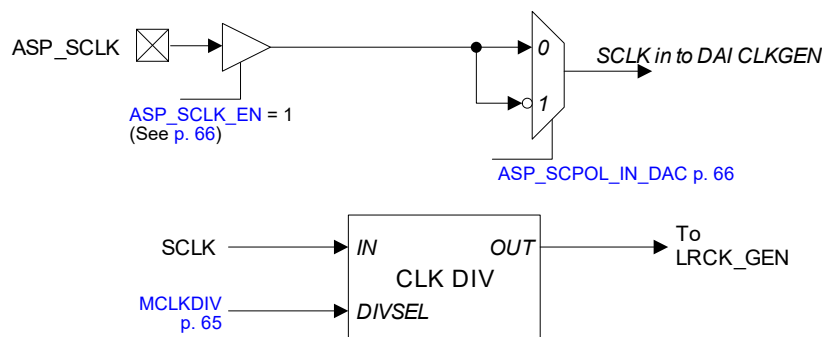 ASP_SCLK
0
SCLK in to DAI CLKGEN
ASP_SCLK_EN = 1
(See p. 66)
1
ASP_SCPOL_IN_DAC p. 66
SCLK
IN
OUT
To
LRCK_GEN
CLK DIV
MCLKDIV
p. 65
DIVSEL